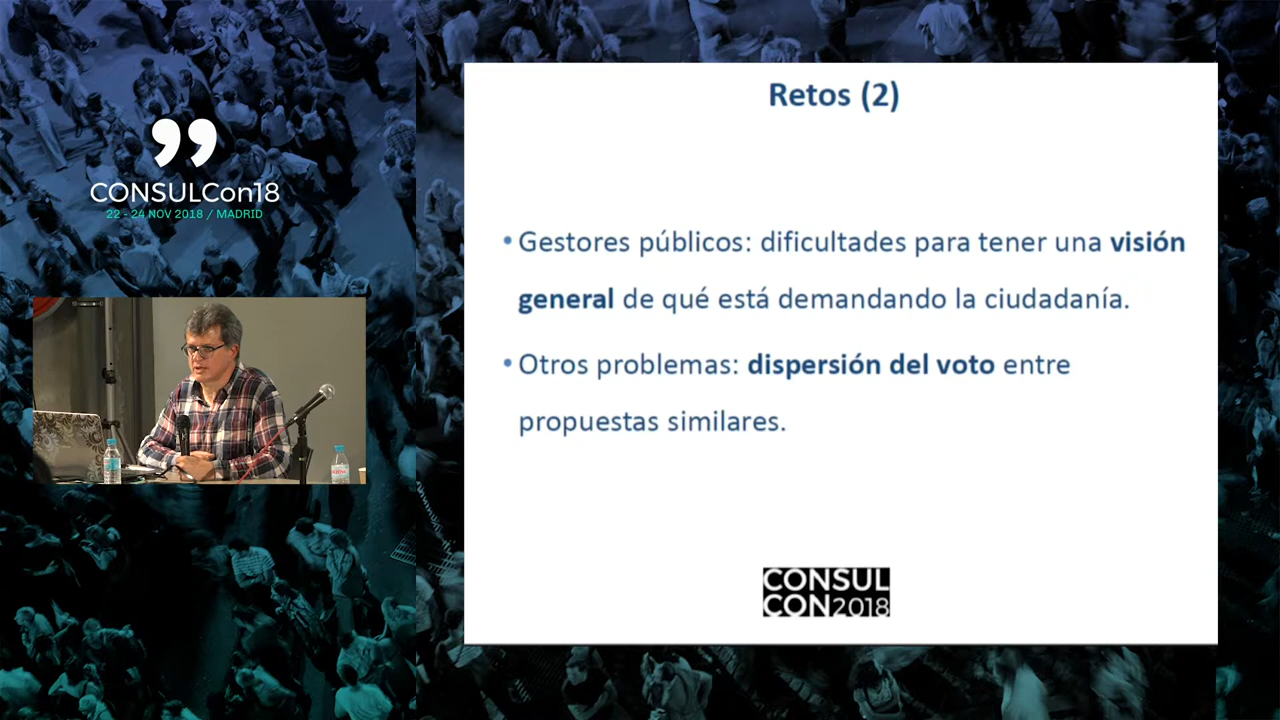 CONSULCon18
22 - 24 NOV 2018 / MADRID
Retos (2)
• Gestores públicos: dificultades para tener una visión
general de qué está demandando la ciudadanía.
• Otros problemas: dispersión del voto entre
propuestas similares.
CONSUL
CON2018